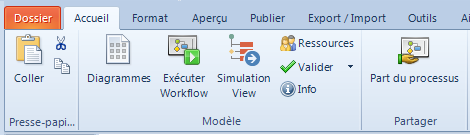 Dossier Accueil Format Aperçu Publier Export / Import Outils
Coller
Diagrammes
Exécuter
Workflow
Simulation
View
Ressources
Valider
Info
Part du processus
Presse-papi... Modèle Partager